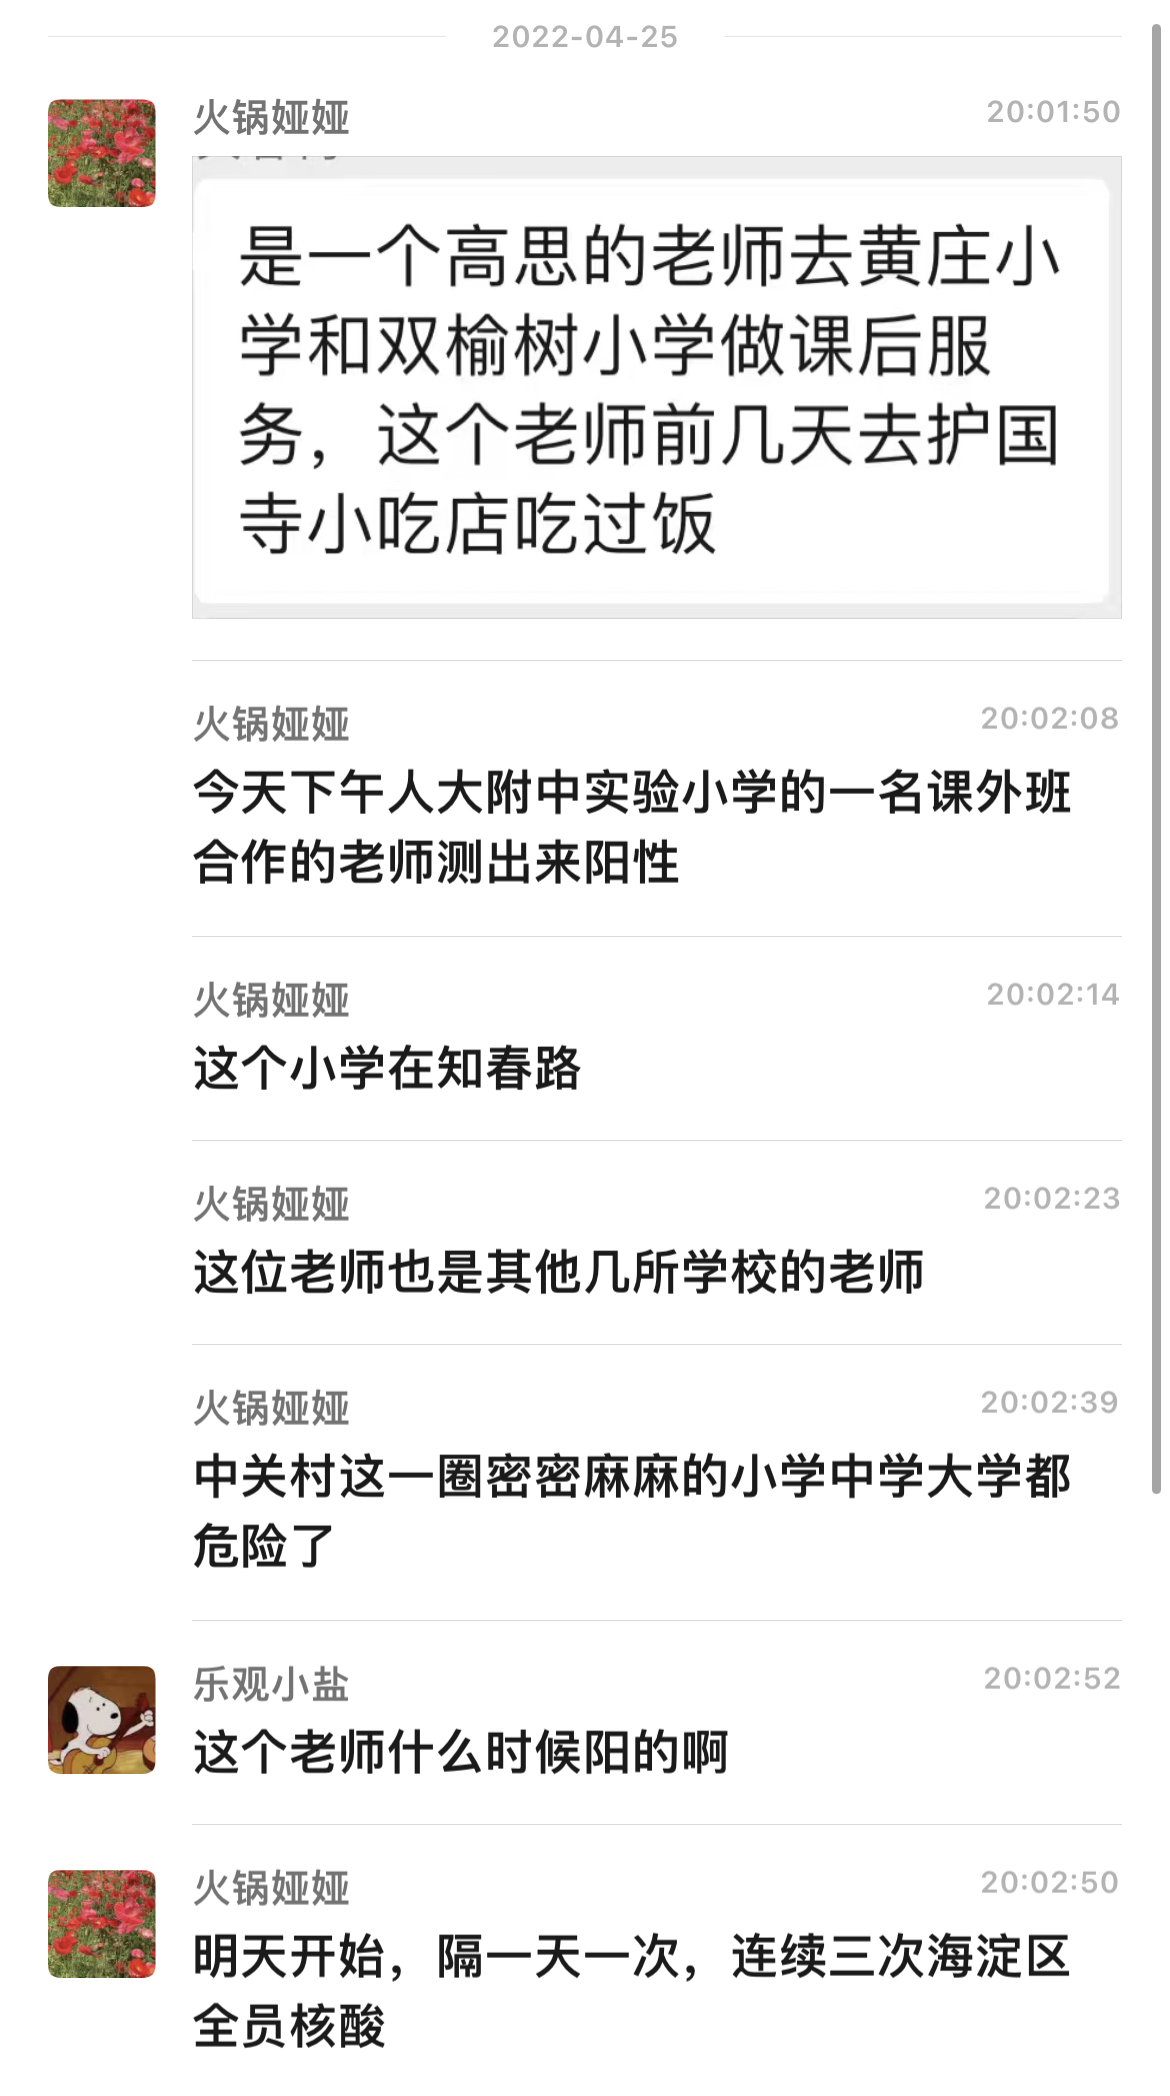 2022-04-25
火锅娅娅 20:01:50
是一个高思的老师去黄庄小
学和双榆树小学做课后服
务，这个老师前几天去护国
寺小吃店吃过饭
火锅娅娅 20:02:08
今天下午人大附中实验小学的一名课外班
合作的老师测出来阳性
火锅娅娅 20:02:14
这个小学在知春路
火锅娅娅 20:02:23
这位老师也是其他几所学校的老师
火锅娅娅 20:02:39
中关村这一圈密密麻麻的小学中学大学都
危险了
乐观小盐 20:02:52
这个老师什么时候阳的啊
火锅娅娅 20:02:50
明天开始，隔一天一次，连续三次海淀区
全员核酸